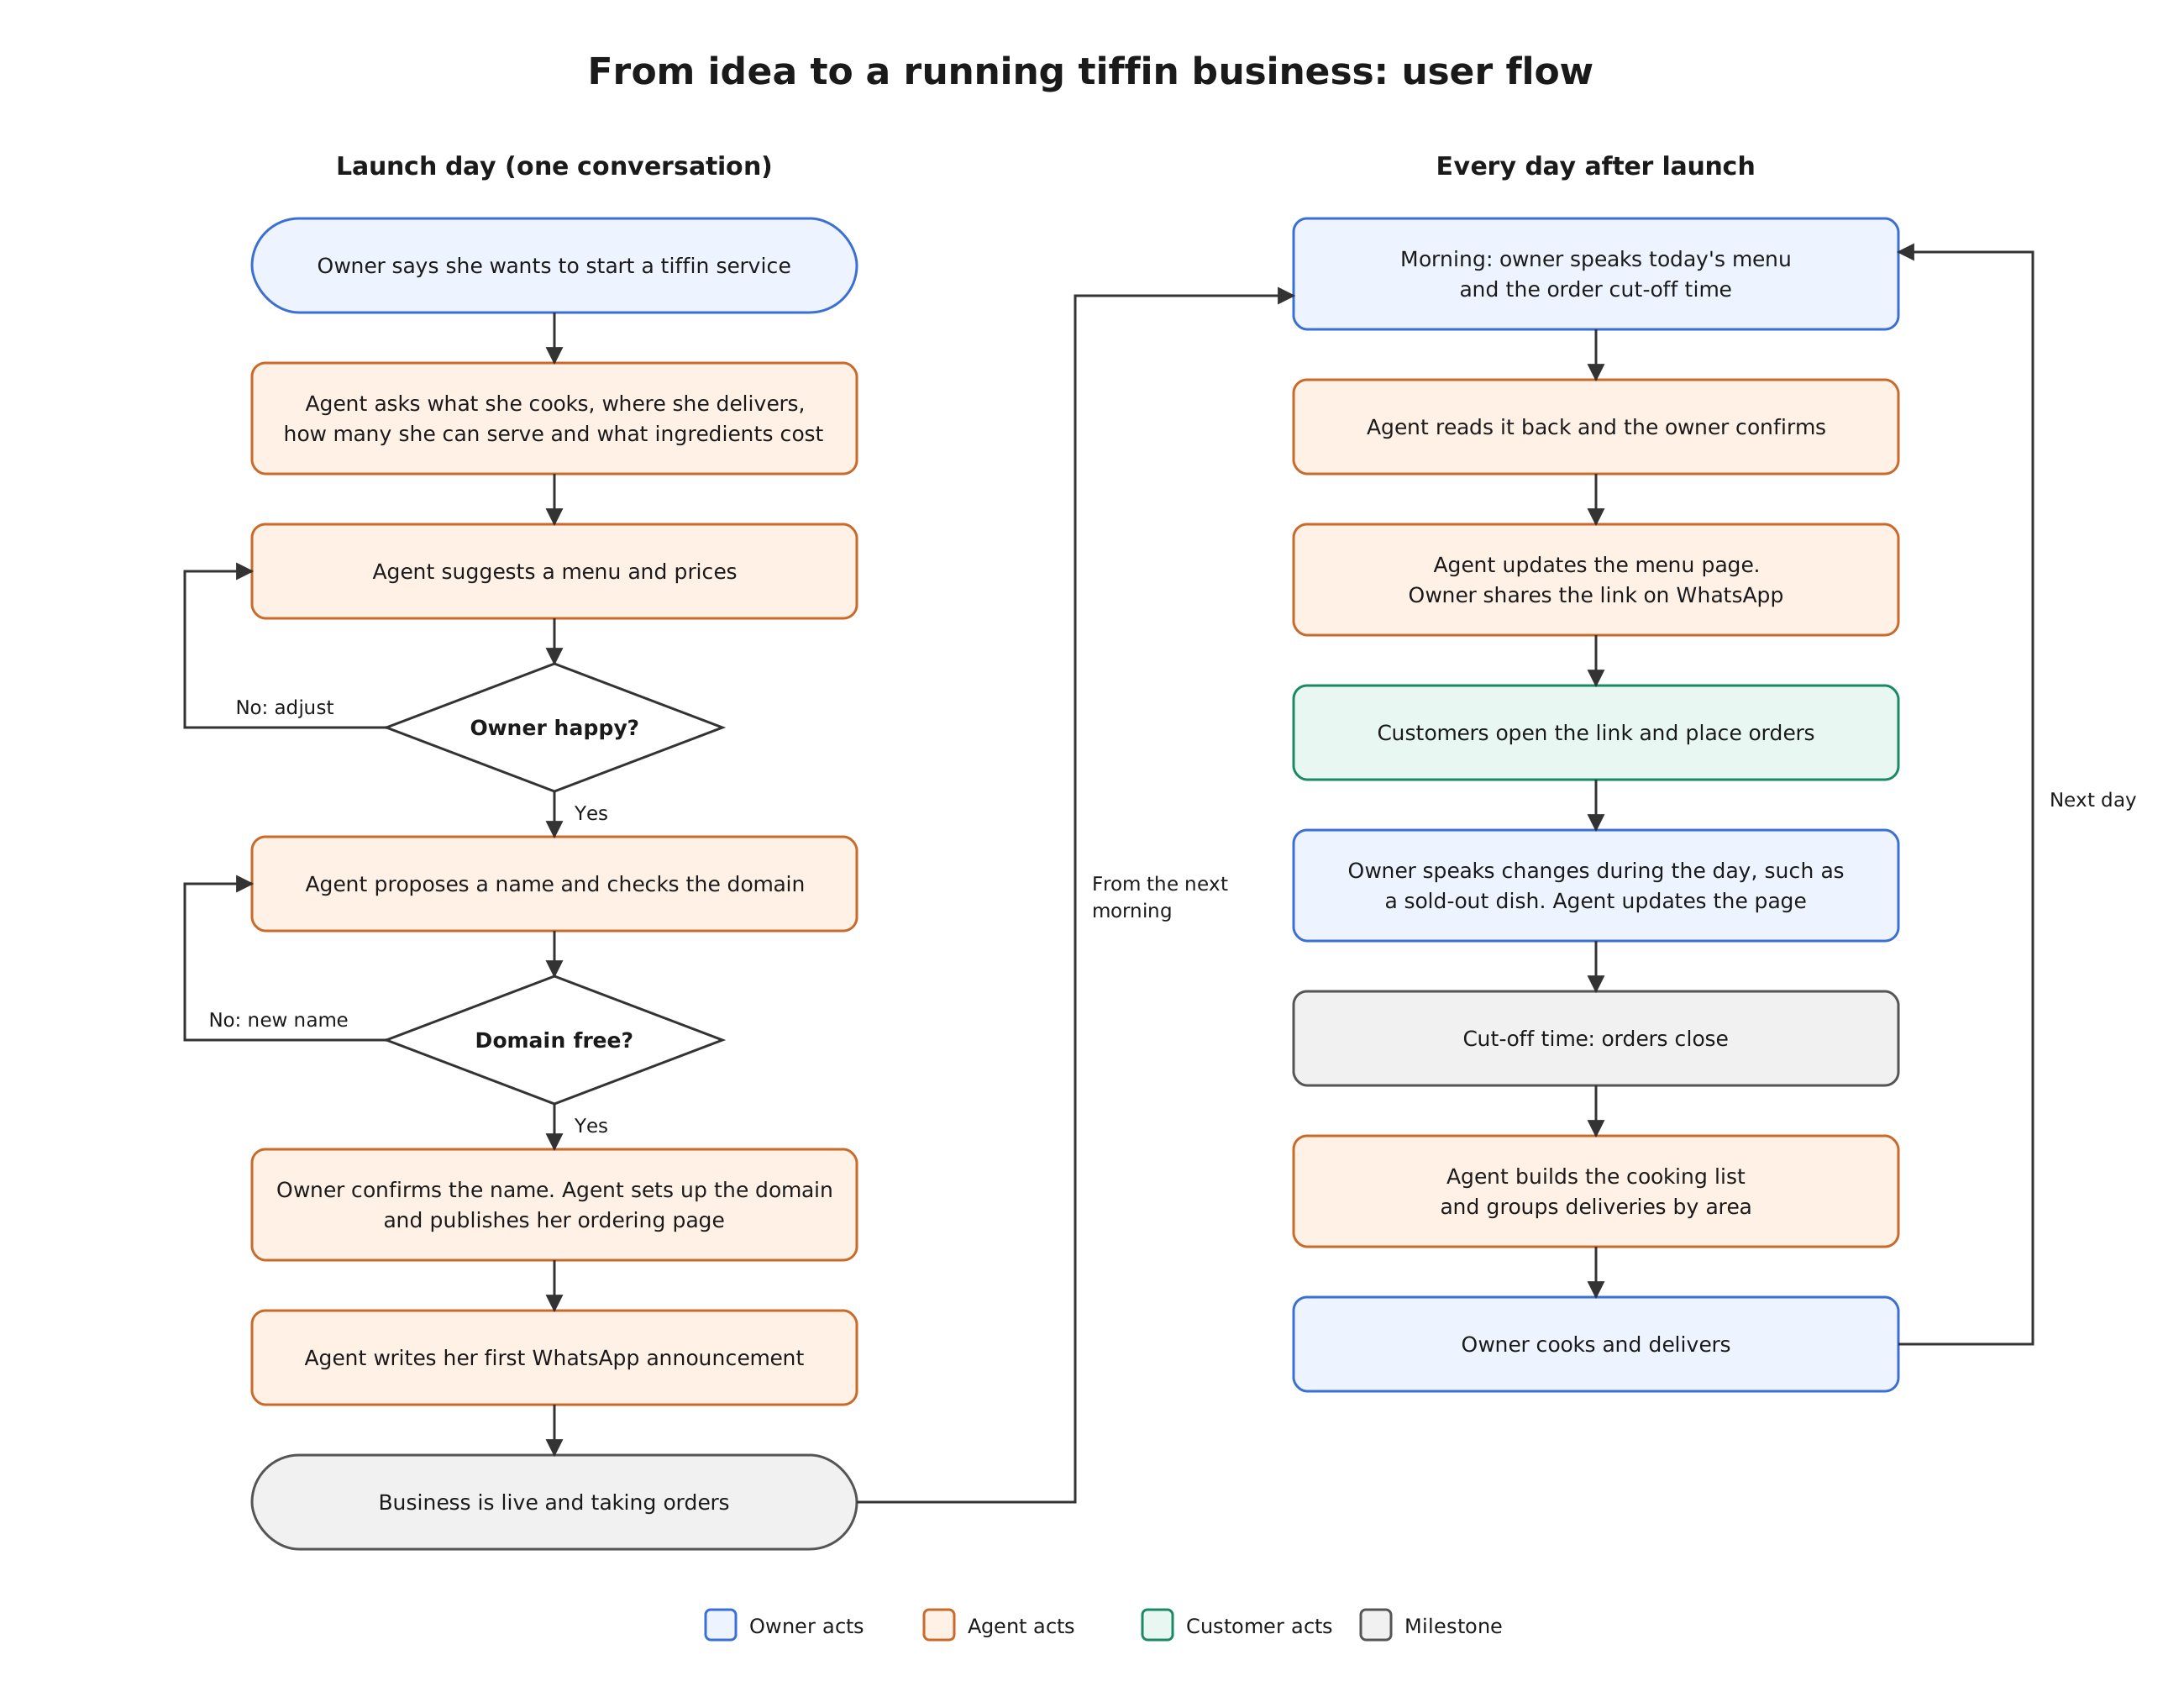 From idea to a running tiffin business: user flow
Launch day (one conversation)
Owner says she wants to start a tiffin service
Agent asks what she cooks, where she delivers,
how many she can serve and what ingredients cost
Agent suggests a menu and prices
Owner happy?
No: adjust
Yes
Agent proposes a name and checks the domain
Domain free?
No: new name
Yes
Owner confirms the name. Agent sets up the domain
and publishes her ordering page
Agent writes her first WhatsApp announcement
Business is live and taking orders
From the next
morning
Every day after launch
Morning: owner speaks today's menu
and the order cut-off time
Agent reads it back and the owner confirms
Agent updates the menu page.
Owner shares the link on WhatsApp
Customers open the link and place orders
Owner speaks changes during the day, such as
a sold-out dish. Agent updates the page
Cut-off time: orders close
Agent builds the cooking list
and groups deliveries by area
Owner cooks and delivers
Next day
Owner acts
Agent acts
Customer acts
Milestone